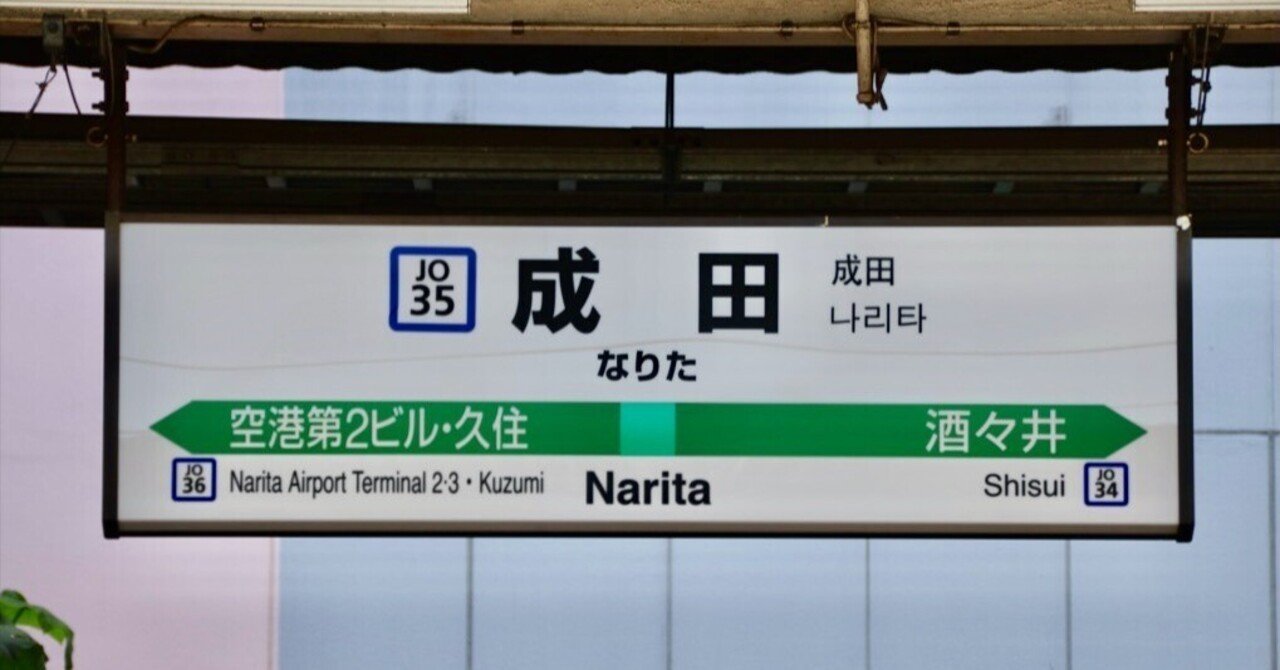 JO
35
成田
成田
나리타
なりた
空港第2ビル・久住
酒々井
JO
36
Narita Airport Terminal 2·3・Kuzumi
Narita
Shisui
JO
34